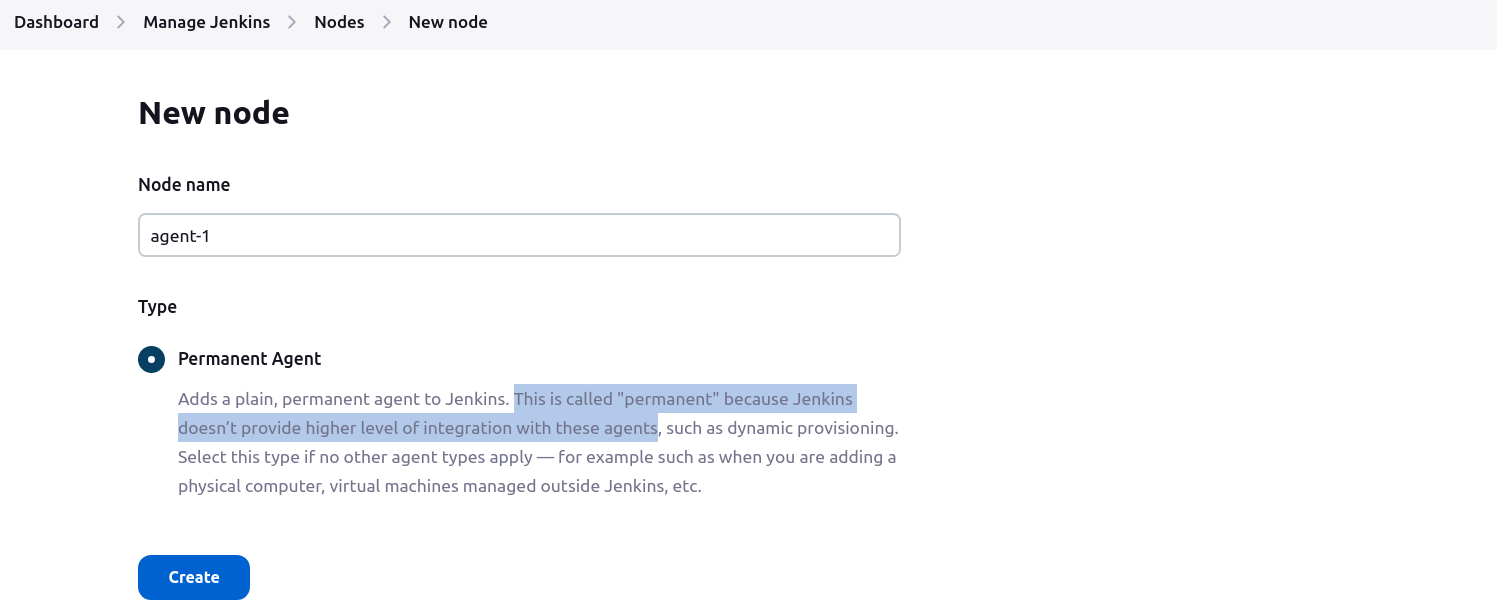 Dashboard > Manage Jenkins > Nodes > New node
New node
Node name
agent-1
Type
Permanent Agent
Adds a plain, permanent agent to Jenkins. This is called "permanent" because Jenkins
doesn’t provide higher level of integration with these agents, such as dynamic provisioning.
Select this type if no other agent types apply — for example such as when you are adding a
physical computer, virtual machines managed outside Jenkins, etc.
Create